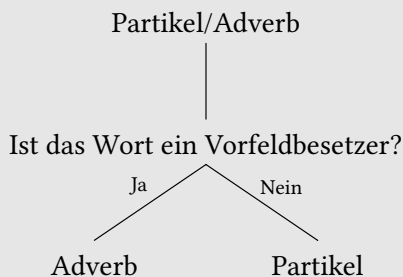 Partikel/Adverb
Ist das Wort ein Vorfeldbesetzer?
Ja Nein
Adverb Partikel